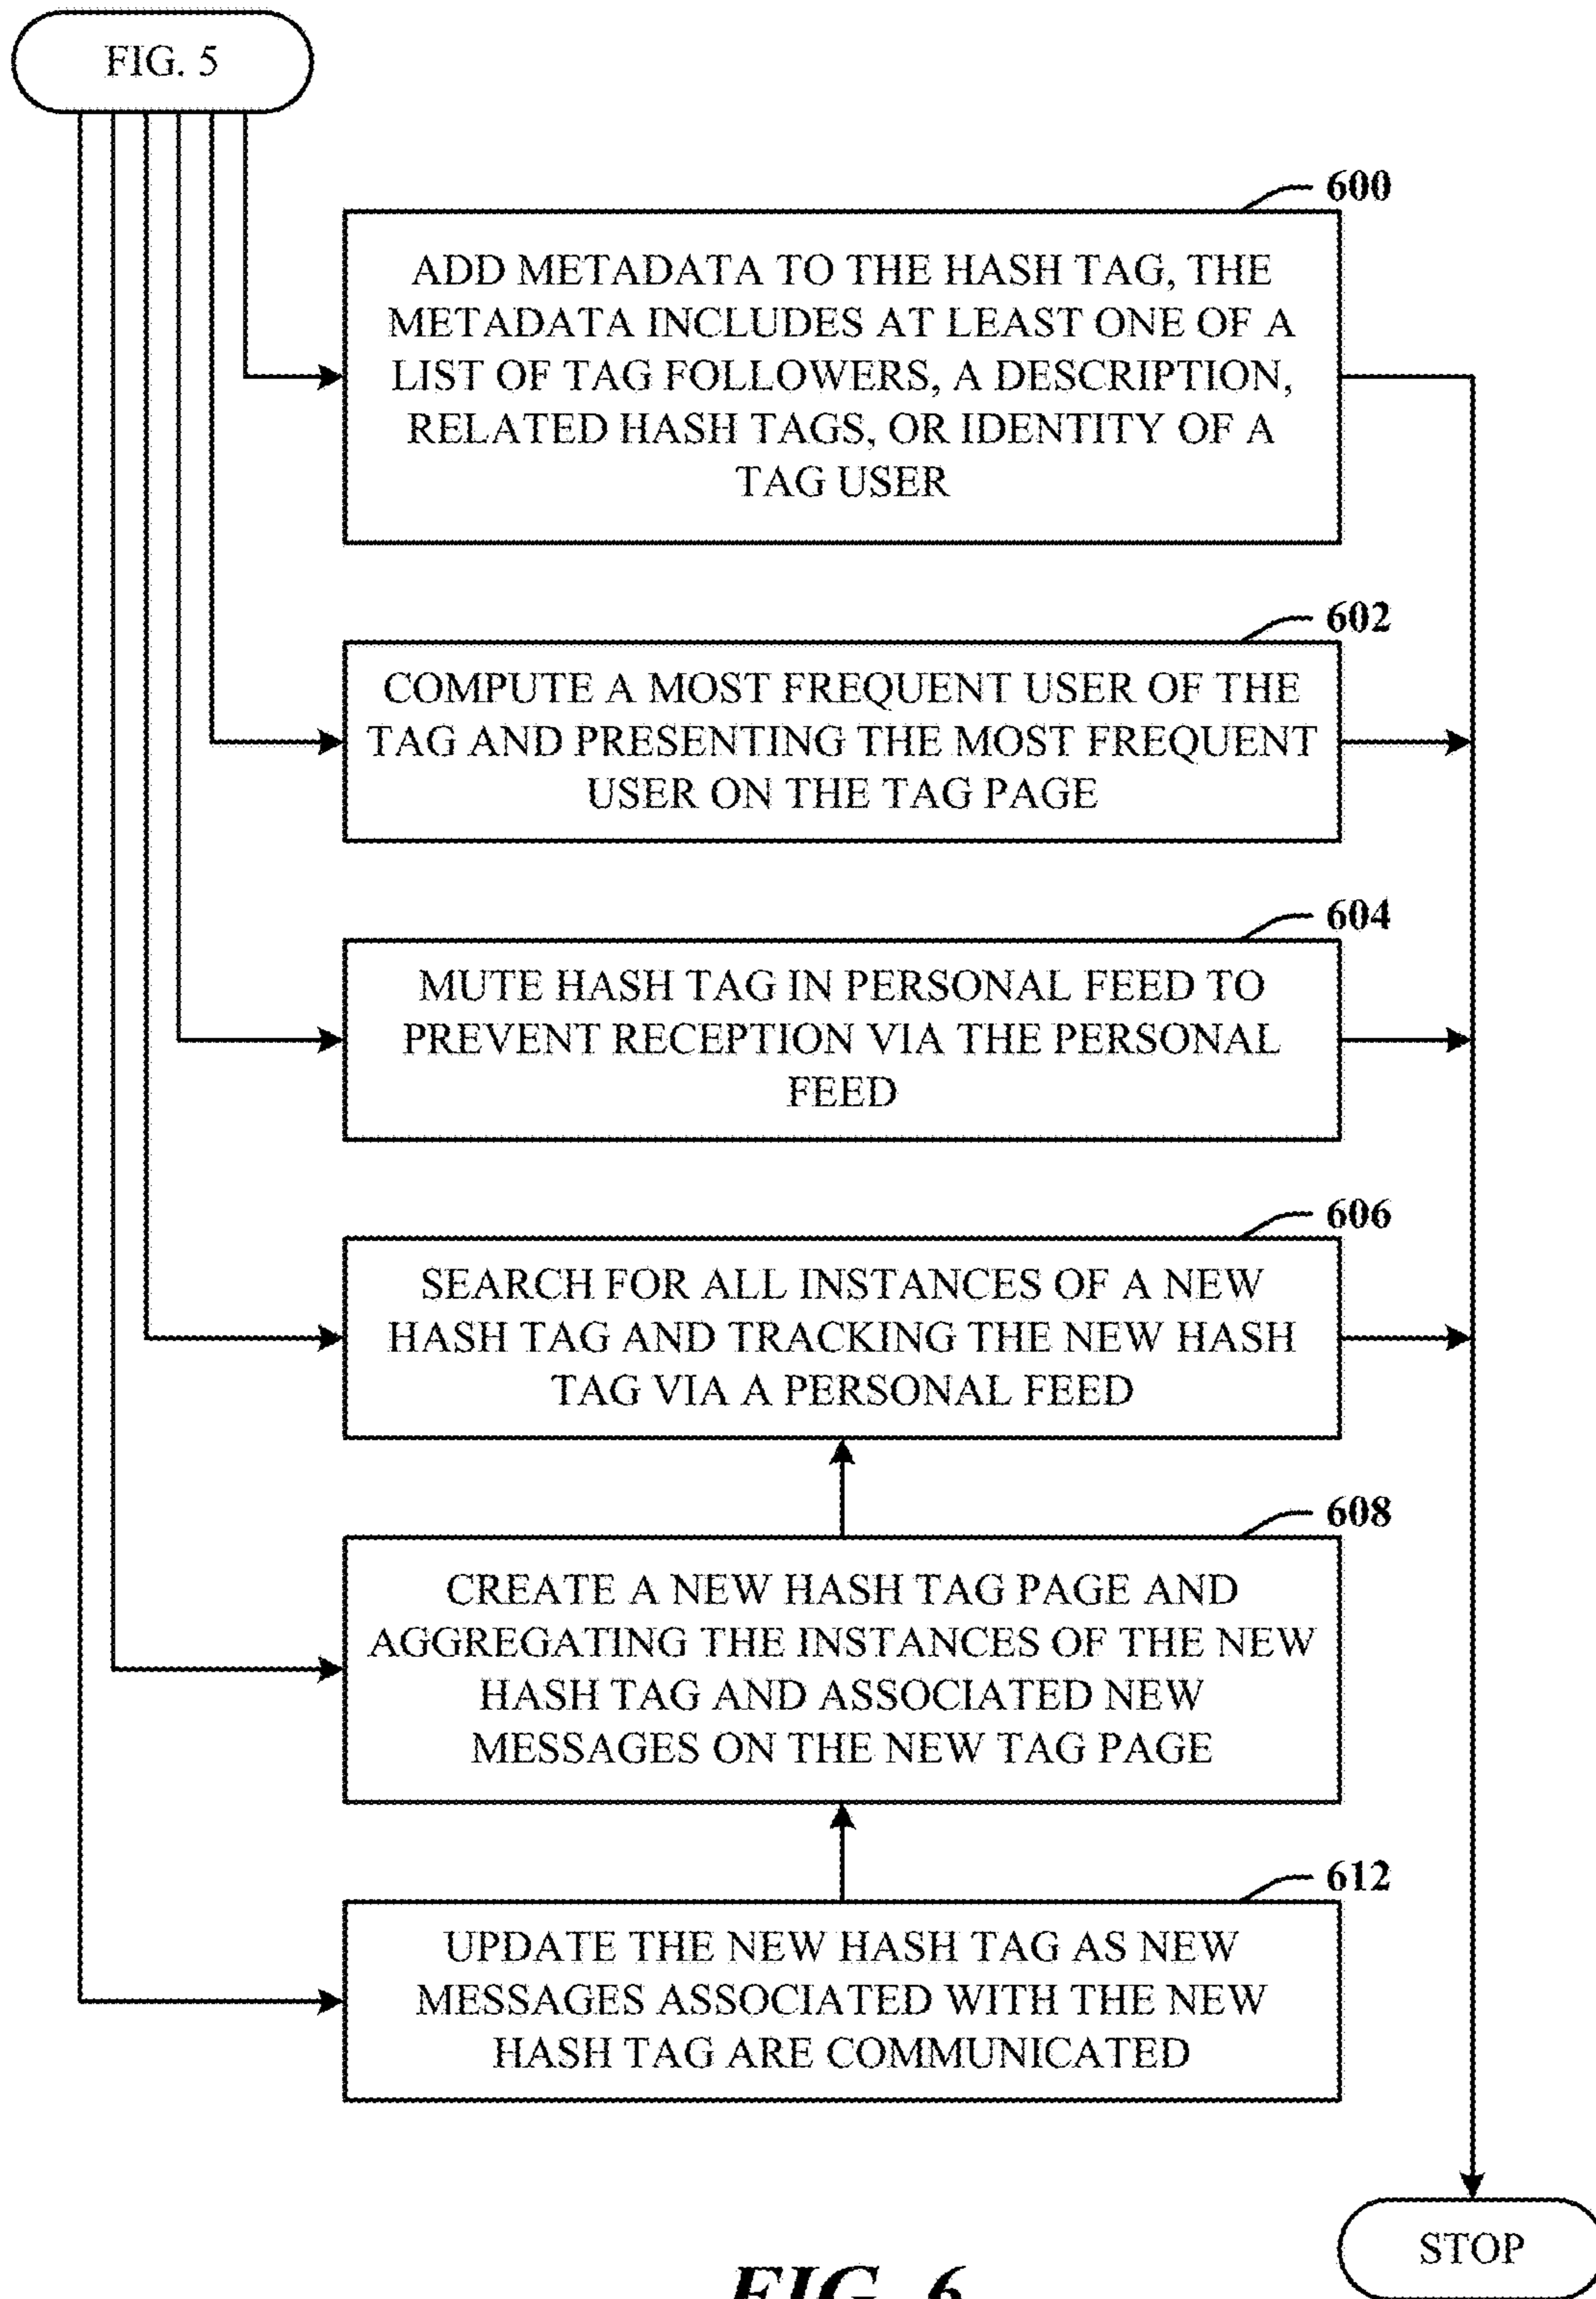 FIG. 5
600
ADD METADATA TO THE HASH TAG, THE
METADATA INCLUDES AT LEAST ONE OF A
LIST OF TAG FOLLOWERS, A DESCRIPTION,
RELATED HASH TAGS, OR IDENTITY OF A
TAG USER
602
COMPUTE A MOST FREQUENT USER OF THE
TAG AND PRESENTING THE MOST FREQUENT
USER ON THE TAG PAGE
604
MUTE HASH TAG IN PERSONAL FEED TO
PREVENT RECEPTION VIA THE PERSONAL
FEED
606
SEARCH FOR ALL INSTANCES OF A NEW
HASH TAG AND TRACKING THE NEW HASH
TAG VIA A PERSONAL FEED
608
CREATE A NEW HASH TAG PAGE AND
AGGREGATING THE INSTANCES OF THE NEW
HASH TAG AND ASSOCIATED NEW
MESSAGES ON THE NEW TAG PAGE
612
UPDATE THE NEW HASH TAG AS NEW
MESSAGES ASSOCIATED WITH THE NEW
HASH TAG ARE COMMUNICATED
STOP
FIG. 6